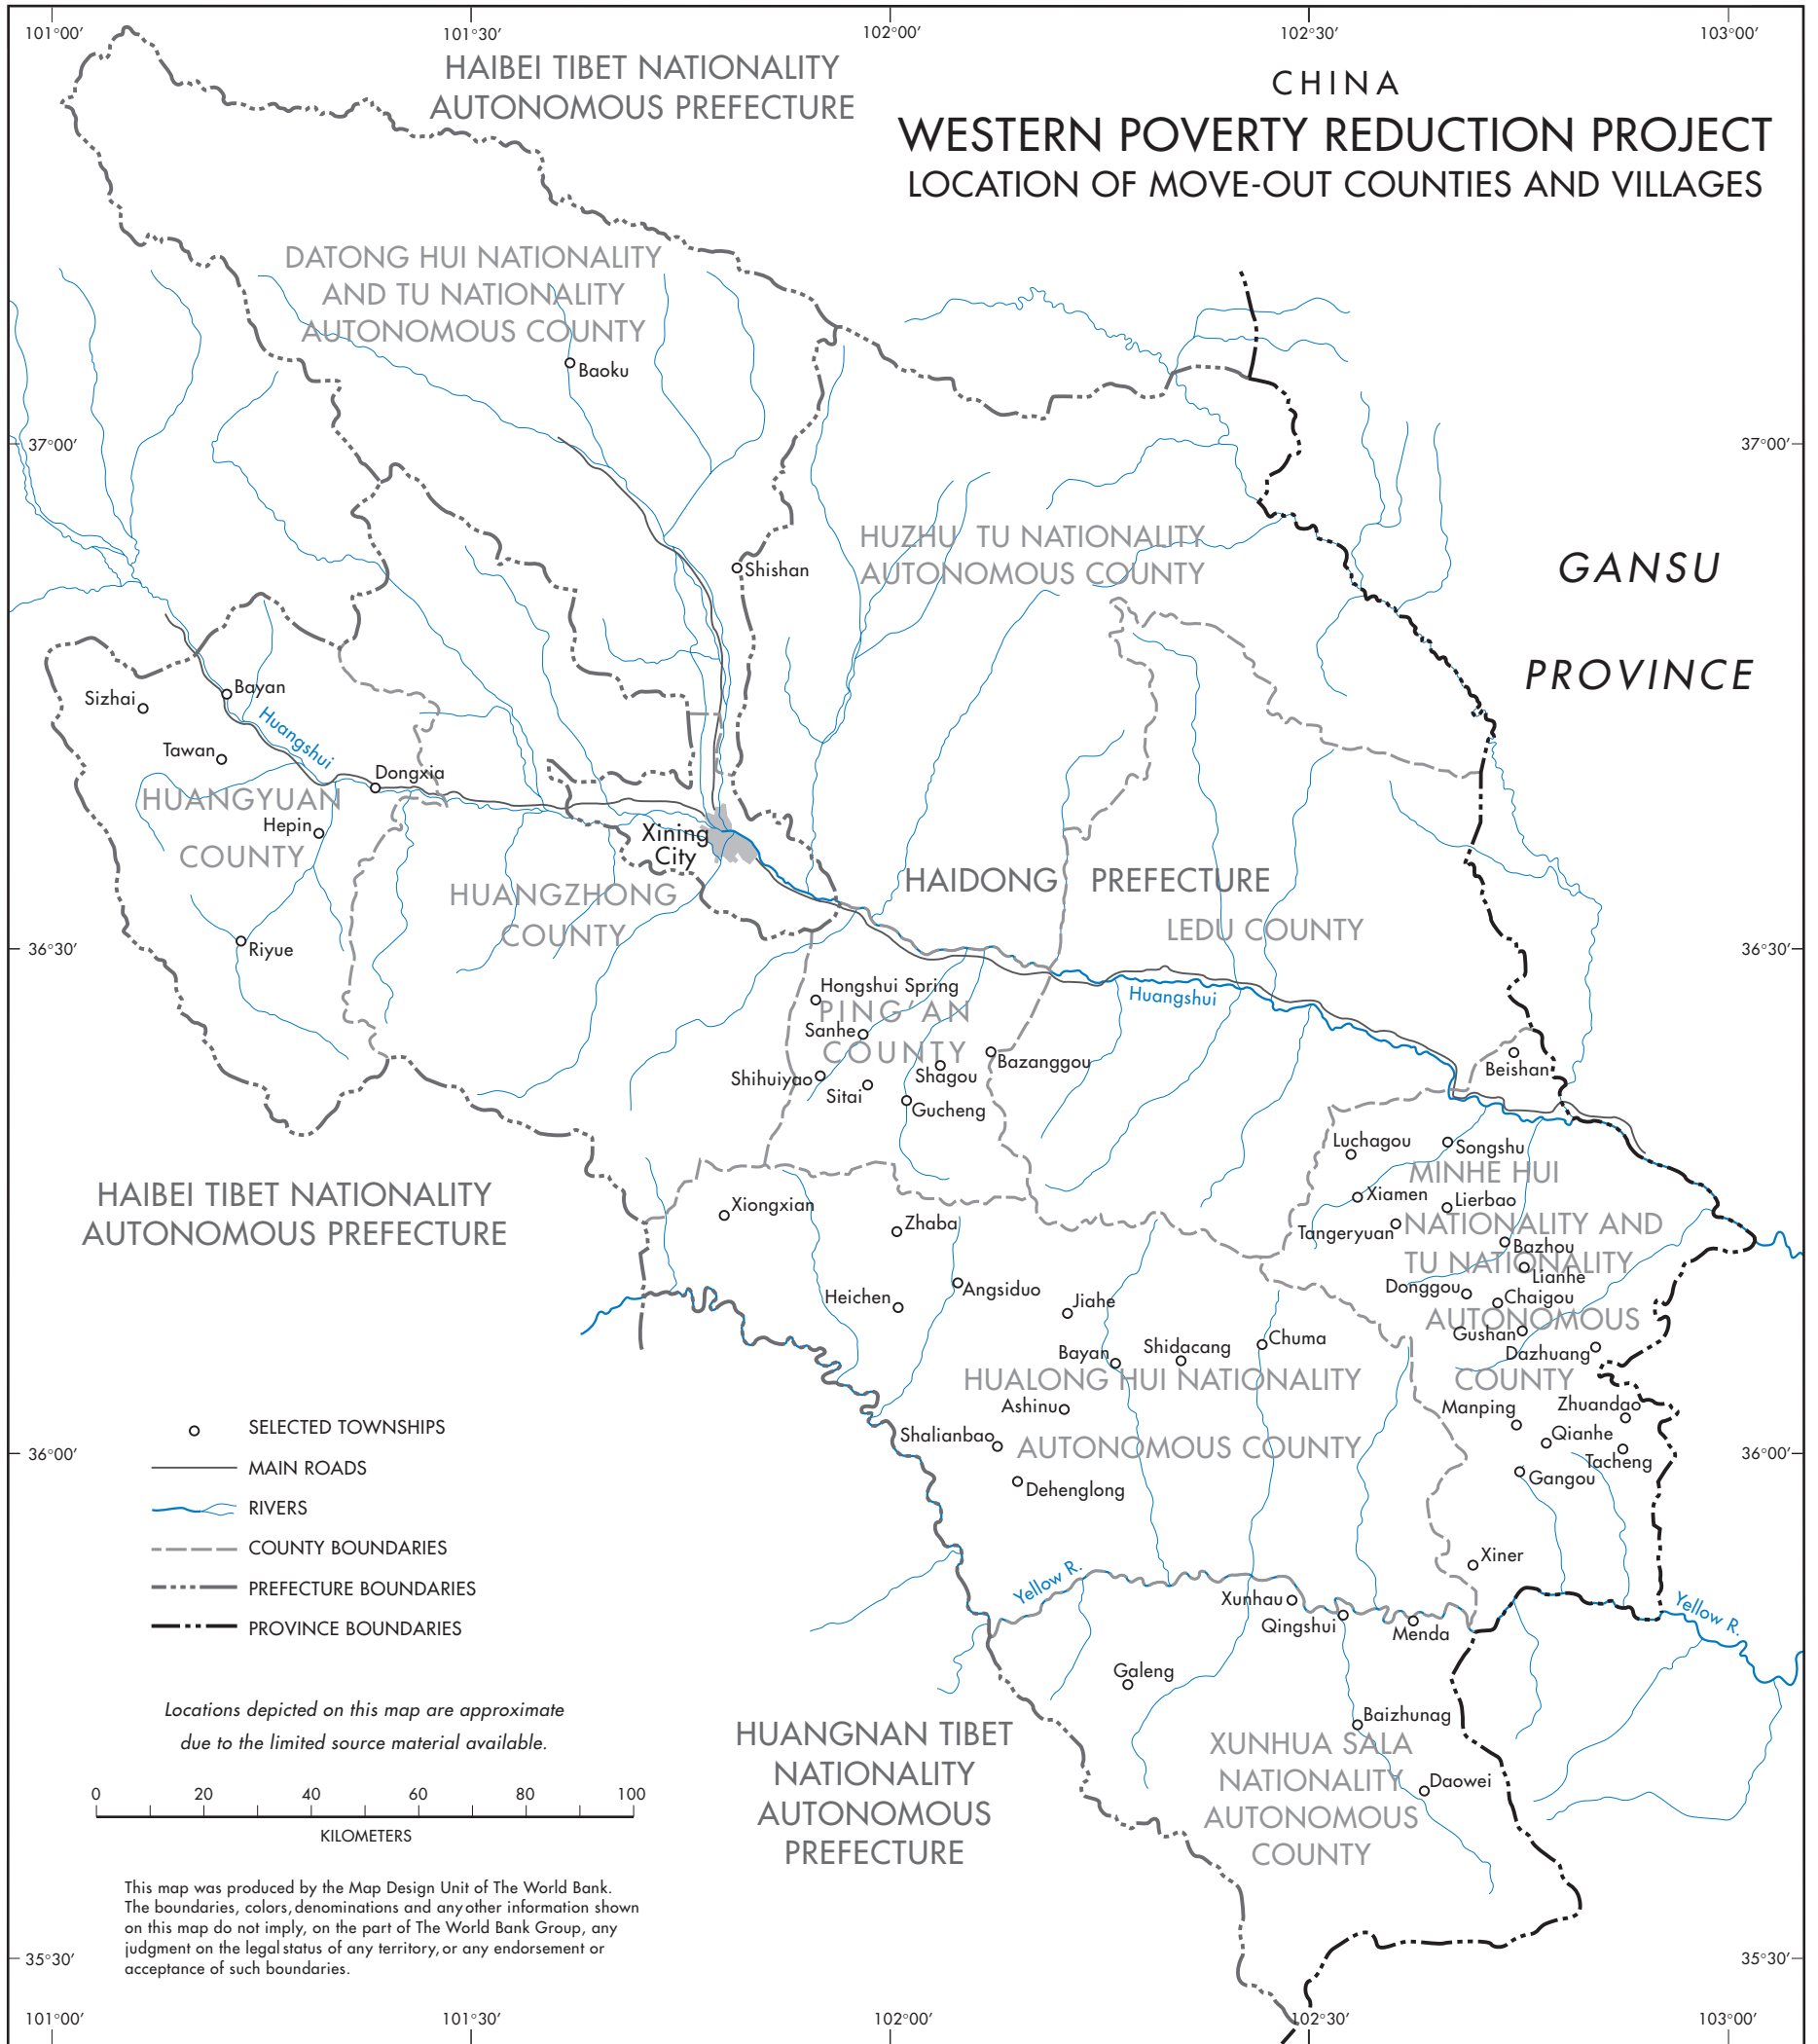 101°00′
101°30′
102°00′
102°30′
103°00′
HAIBEI TIBET NATIONALITY
AUTONOMOUS PREFECTURE
CHINA
WESTERN POVERTY REDUCTION PROJECT
LOCATION OF MOVE-OUT COUNTIES AND VILLAGES
DATONG HUI NATIONALITY
AND TU NATIONALITY
AUTONOMOUS COUNTY
Baoku
37°00′
37°00′
HUZHU TU NATIONALITY
AUTONOMOUS COUNTY
Shishan
GANSU
PROVINCE
Sizhai
Bayan
Huangshui
Tawan
Dongxia
HUANGYUAN
COUNTY
Hepin
Xining
City
HUANGZHONG
COUNTY
HAIDONG PREFECTURE
LEDU COUNTY
Riyue
36°30′
36°30′
Hongshui Spring
PING'AN
COUNTY
Sanhe
Huangshui
Bazanggou
Shihuiyao
Sitai
Shagou
Gucheng
Beishan
Luchagou
Songshu
MINHE HUI
NATIONALITY AND
TU NATIONALITY
AUTONOMOUS
COUNTY
Xiamen
Lierbao
Tangeryuan
Bazhou
Lianhe
Donggou
Chaigou
Gushan
Dazhuang
Manping
Zhuandao
Qianhe
Tacheng
Gangou
Xiner
HAIBEI TIBET NATIONALITY
AUTONOMOUS PREFECTURE
Xiongxian
Zhaba
Heichen
Angsiduo
Jiahe
Bayan
Shidacang
Chuma
HUALONG HUI NATIONALITY
AUTONOMOUS COUNTY
Ashinu
Shalianbao
Dehenglong
36°00′
36°00′
SELECTED TOWNSHIPS
MAIN ROADS
RIVERS
COUNTY BOUNDARIES
PREFECTURE BOUNDARIES
PROVINCE BOUNDARIES
Yellow R.
Xunhau
Qingshui
Menda
Yellow R.
Galeng
Baizhunag
Daowei
XUNHUA SALA
NATIONALITY
AUTONOMOUS
COUNTY
HUANGNAN TIBET
NATIONALITY
AUTONOMOUS
PREFECTURE
Locations depicted on this map are approximate
due to the limited source material available.
0 20 40 60 80 100
KILOMETERS
This map was produced by the Map Design Unit of The World Bank.
The boundaries, colors, denominations and any other information shown
on this map do not imply, on the part of The World Bank Group, any
judgment on the legal status of any territory, or any endorsement or
acceptance of such boundaries.
35°30′
35°30′
101°00′
101°30′
102°00′
102°30′
103°00′